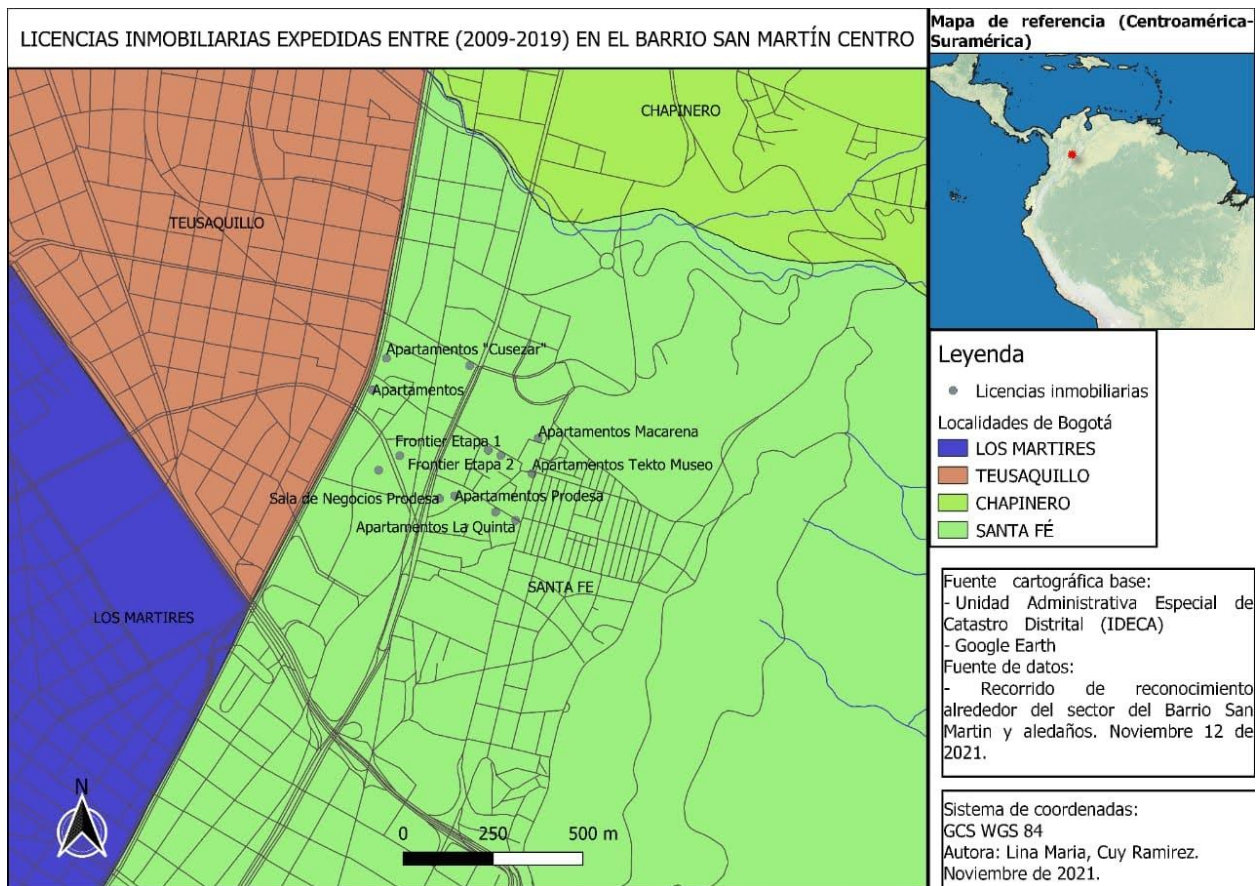 LICENCIAS INMOBILIARIAS EXPEDIDAS ENTRE (2009-2019) EN EL BARRIO SAN MARTÍN CENTRO
CHAPINERO
TEUSAQUILLO
Apartamentos "Cusezar"
Apartamentos
Apartamentos Macarena
Frontier Etapa 1
Frontier Etapa 2
Apartamentos Tekto Museo
Sala de Negocios Prodesa
Apartamentos Prodesa
Apartamentos La Quinta
SANTA FE
LOS MARTIRES
N
0 250 500 m
Mapa de referencia (Centroamérica-
Suramérica)
Leyenda
Licencias inmobiliarias
Localidades de Bogotá
LOS MARTIRES
TEUSAQUILLO
CHAPINERO
SANTA FÉ
Fuente cartográfica base:
- Unidad Administrativa Especial de
Catastro Distrital (IDECA)
- Google Earth
Fuente de datos:
- Recorrido de reconocimiento
alrededor del sector del Barrio San
Martin y aledaños. Noviembre 12 de
2021.
Sistema de coordenadas:
GCS WGS 84
Autora: Lina Maria, Cuy Ramirez.
Noviembre de 2021.